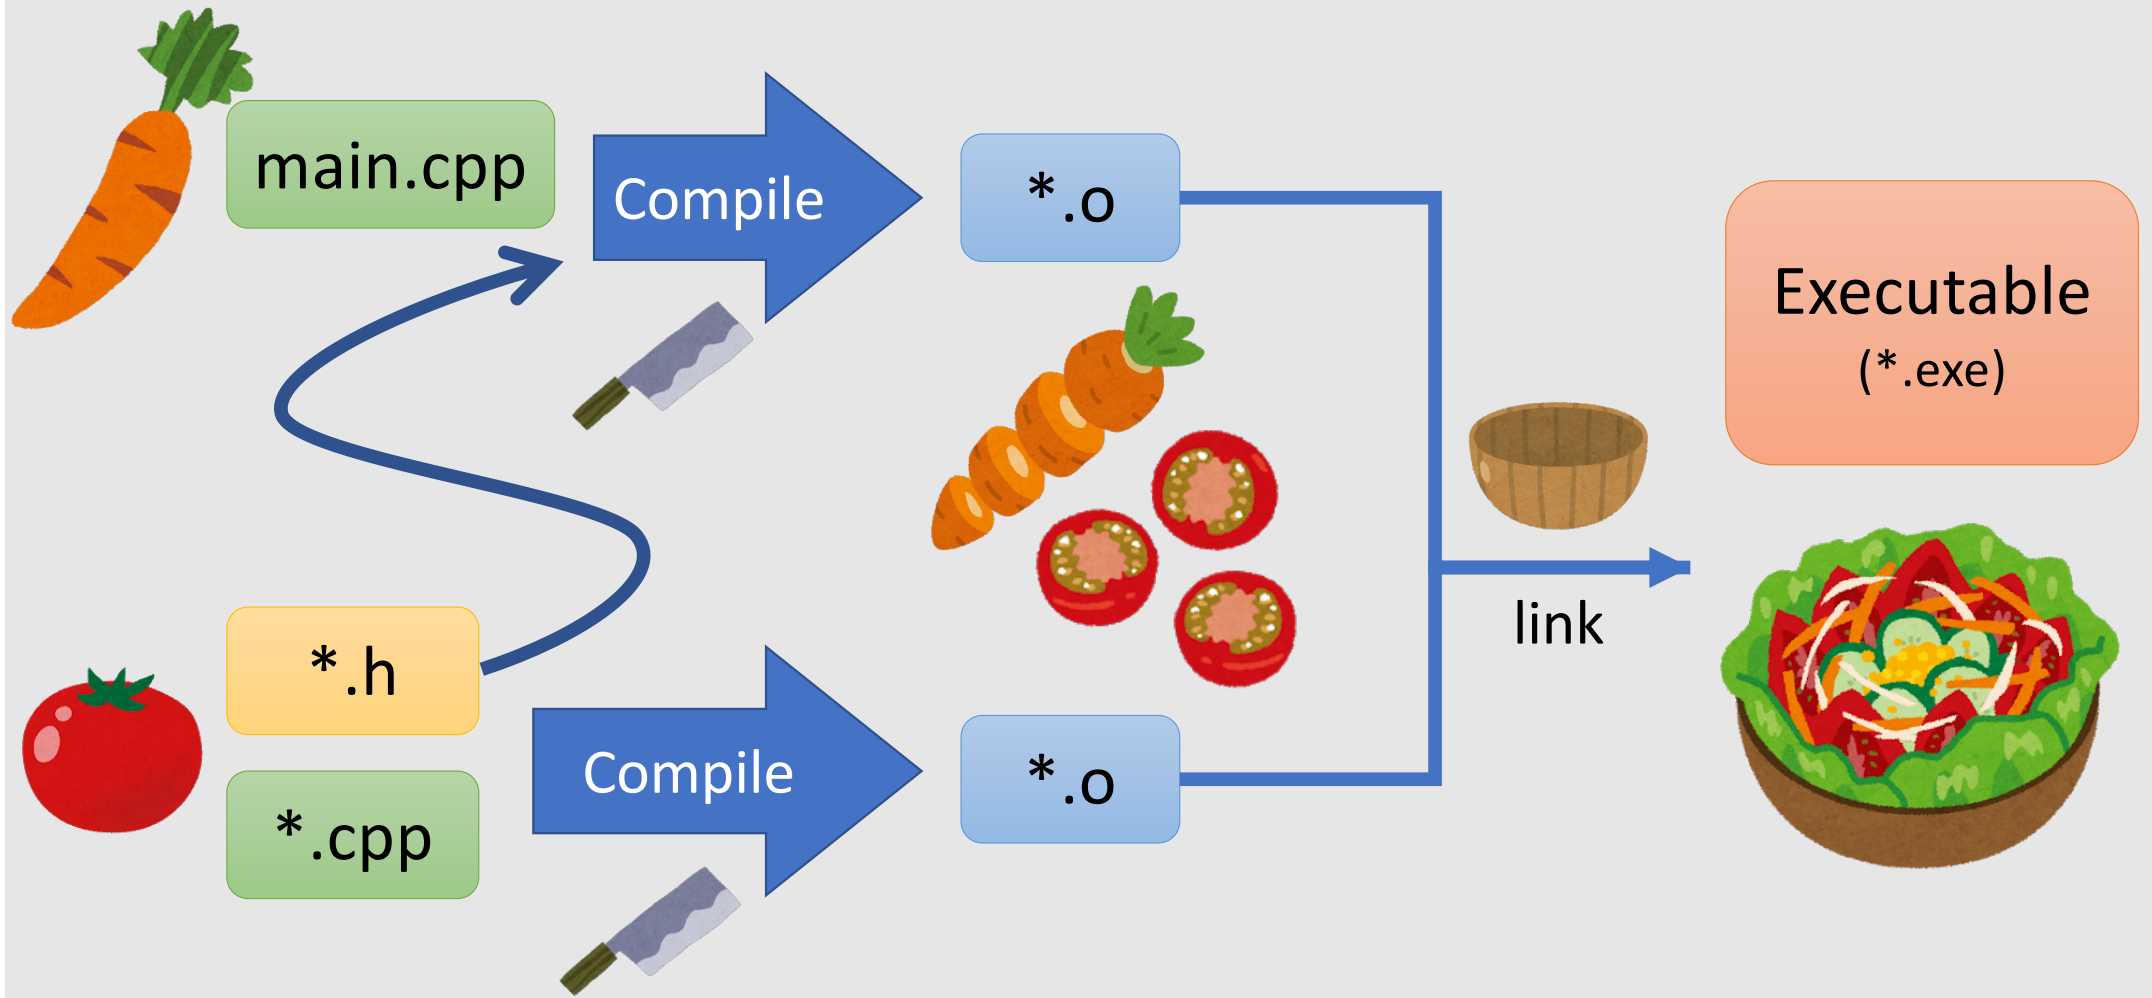 main.cpp
Compile
*.o
Executable
(*.exe)
link
*.h
*.cpp
Compile
*.o